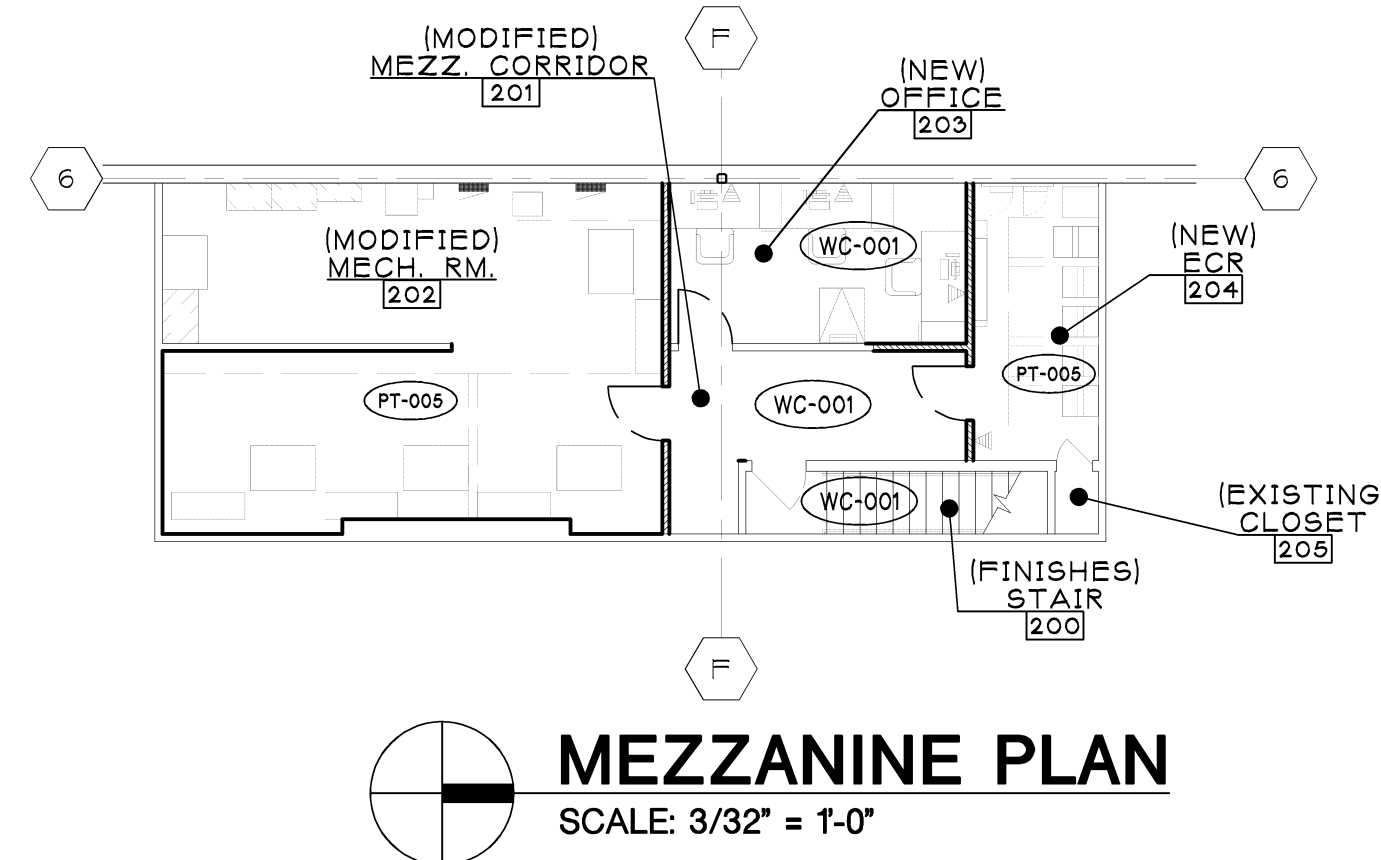 F
(MODIFIED)
MEZZ. CORRIDOR
201
(NEW)
OFFICE
203
6
6
(MODIFIED)
MECH. RM.
202
WC-001
(NEW)
ECR
204
PT-005
WC-001
PT-005
WC-001
(EXISTING
CLOSET
205
(FINISHES)
STAIR
200
F
MEZZANINE PLAN
SCALE: 3/32" = 1'-0"